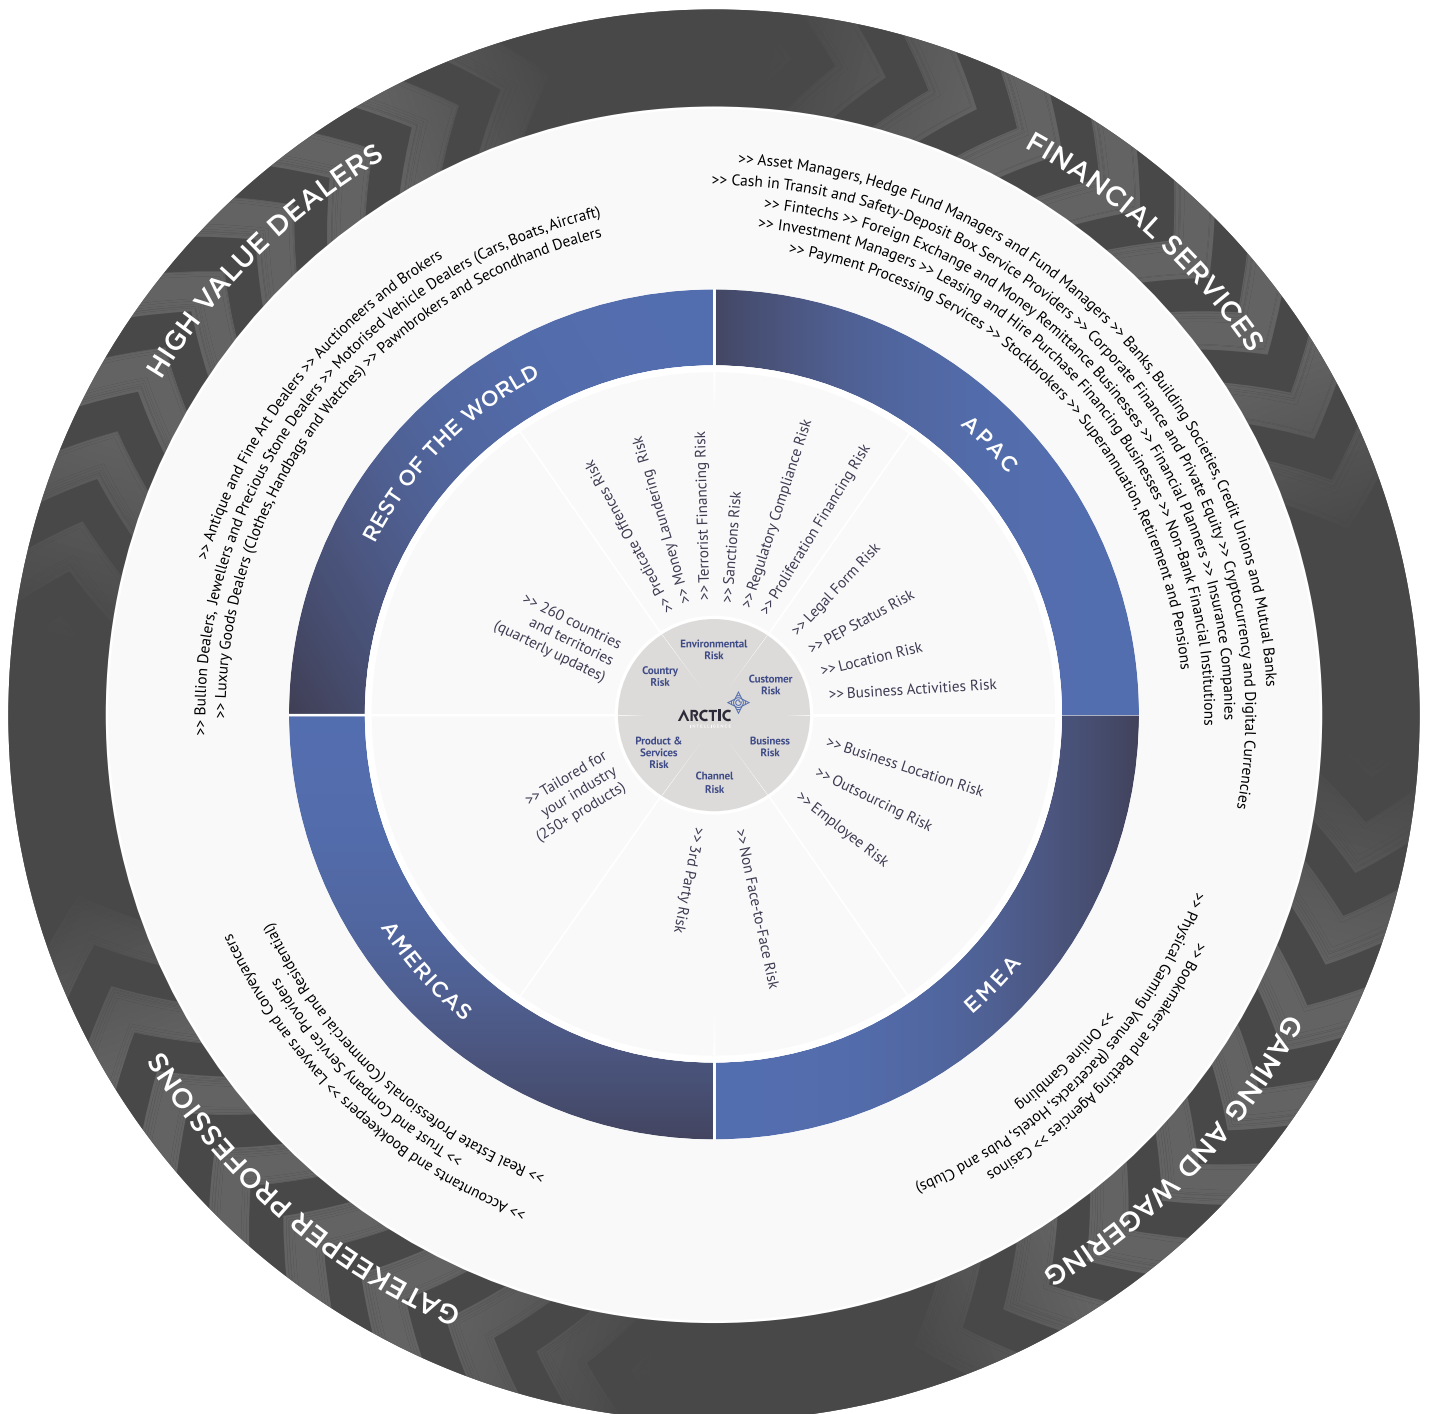 HIGH VALUE DEALERS
FINANCIAL SERVICES
GAMING AND WAGERING
GATEKEEPER PROFESSIONS
>> Antique and Fine Art Dealers >> Auctioneers and Brokers
>> Bullion Dealers, Jewellers and Precious Stone Dealers >> Motorised Vehicle Dealers (Cars, Boats, Aircraft)
>> Luxury Goods Dealers (Clothes, Handbags and Watches) >> Pawnbrokers and Secondhand Dealers
>> Asset Managers, Hedge Fund Managers and Fund Managers >> Banks, Building Societies, Credit Unions and Mutual Banks
>> Cash in Transit and Safety-Deposit Box Service Providers >> Corporate Finance and Private Equity >> Cryptocurrency and Digital Currencies
>> Fintechs >> Foreign Exchange and Money Remittance Businesses >> Financial Planners >> Insurance Companies
>> Investment Managers >> Leasing and Hire Purchase Financing Businesses >> Non-Bank Financial Institutions
>> Payment Processing Services >> Stockbrokers >> Superannuation, Retirement and Pensions
>> Bookmakers and Betting Agencies >> Casinos
>> Physical Gaming Venues (Racetracks, Hotels, Pubs and Clubs)
>> Online Gambling
>> Accountants and Bookkeepers >> Lawyers and Conveyancers
>> Trust and Company Service Providers
>> Real Estate Professionals (Commercial and Residential)
REST OF THE WORLD
APAC
EMEA
AMERICAS
>> Predicate Offences Risk
>> Money Laundering Risk
>> Terrorist Financing Risk
>> Sanctions Risk
>> Regulatory Compliance Risk
>> Proliferation Financing Risk
>> Legal Form Risk
>> PEP Status Risk
>> Location Risk
>> Business Activities Risk
>> Business Location Risk
>> Outsourcing Risk
>> Employee Risk
>> Non Face-to-Face Risk
>> 3rd Party Risk
>> Tailored for
your industry
(250+ products)
>> 260 countries
and territories
(quarterly updates)
Environmental
Risk
Customer
Risk
Business
Risk
Channel
Risk
Product &
Services
Risk
Country
Risk
ARCTIC